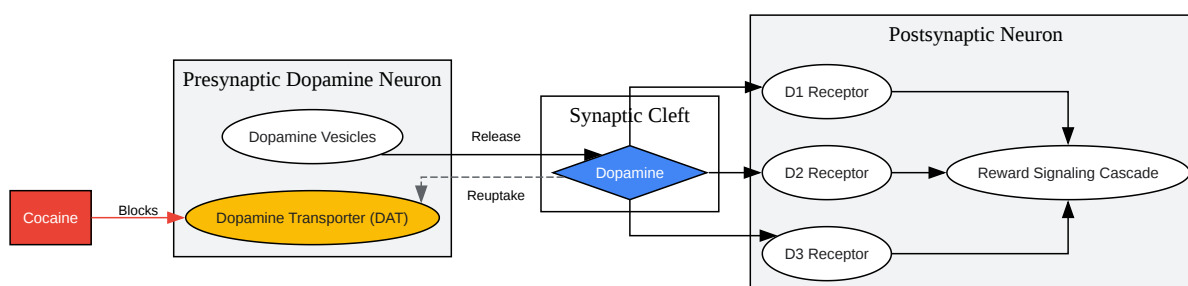 Postsynaptic Neuron
Presynaptic Dopamine Neuron
D1 Receptor
Synaptic Cleft
Dopamine Vesicles
Release
Dopamine
D2 Receptor
Reward Signaling Cascade
Reuptake
Cocaine
Blocks
Dopamine Transporter (DAT)
D3 Receptor